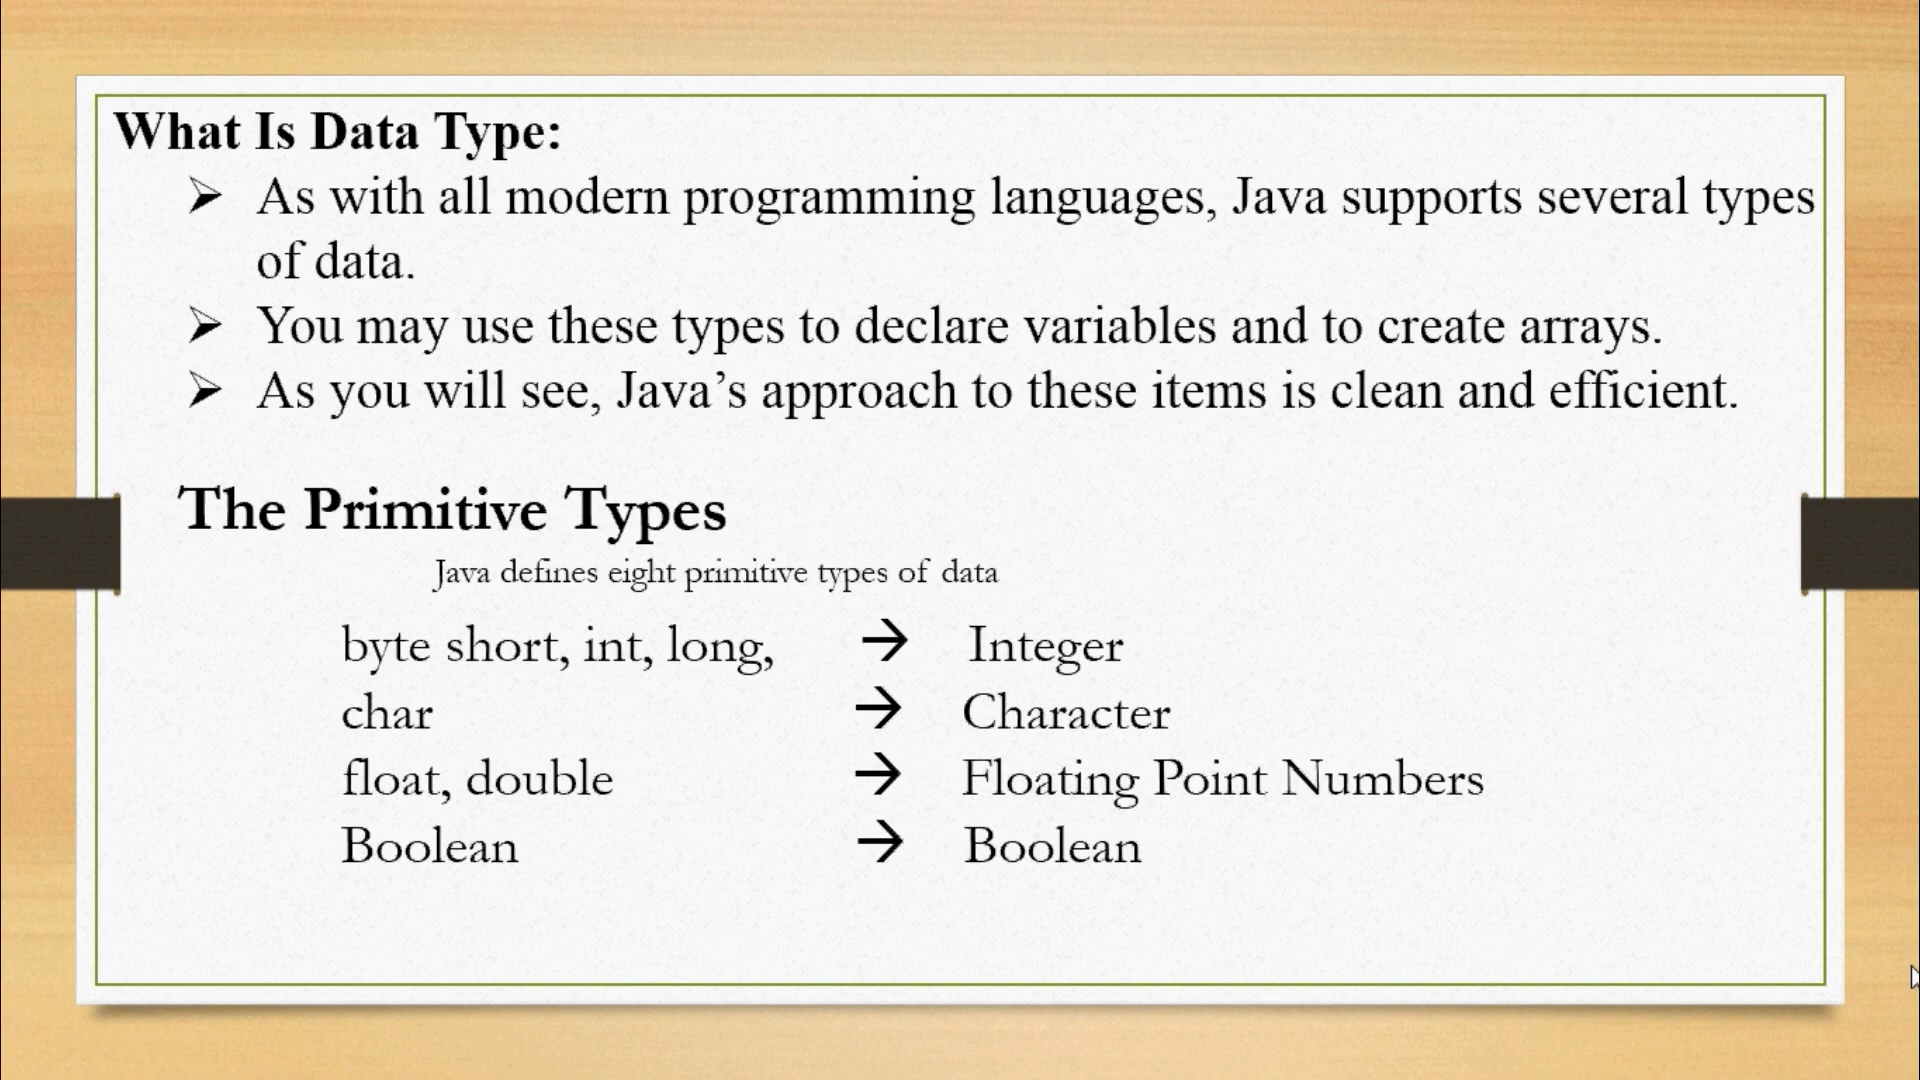 What Is Data Type:
➢ As with all modern programming languages, Java supports several types
of data.
➢ You may use these types to declare variables and to create arrays.
➢ As you will see, Java’s approach to these items is clean and efficient.
The Primitive Types
Java defines eight primitive types of data
byte short, int, long, → Integer
char → Character
float, double → Floating Point Numbers
Boolean → Boolean